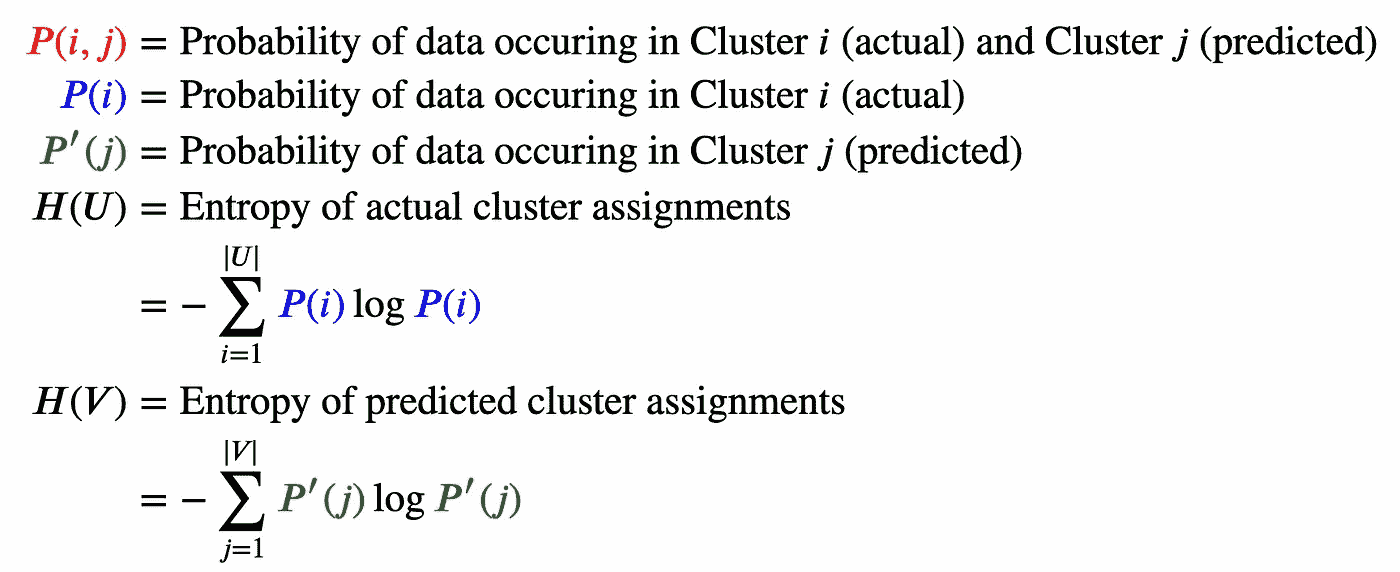 P(i, j) = Probability of data occuring in Cluster i (actual) and Cluster j (predicted)
P(i) = Probability of data occuring in Cluster i (actual)
P′(j) = Probability of data occuring in Cluster j (predicted)
H(U) = Entropy of actual cluster assignments
= − ∑_{i=1}^{|U|} P(i) log P(i)
H(V) = Entropy of predicted cluster assignments
= − ∑_{j=1}^{|V|} P′(j) log P′(j)